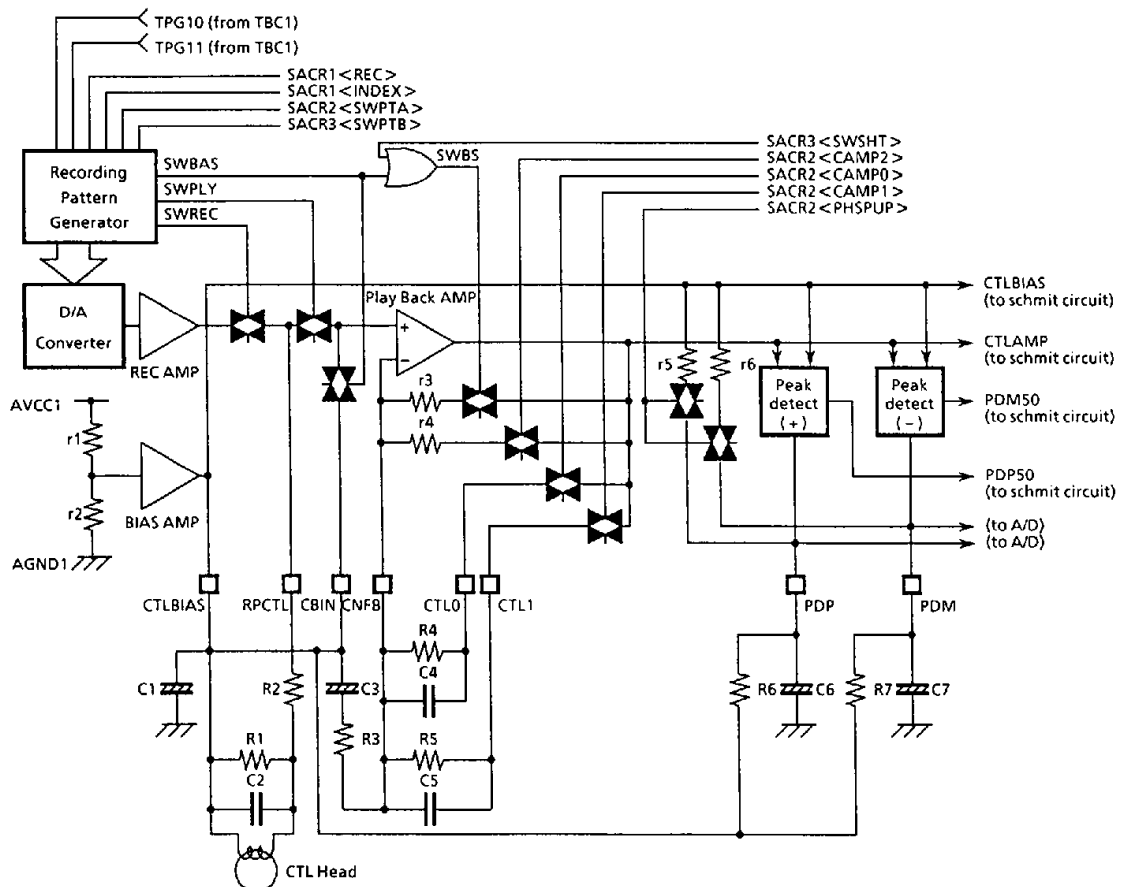 TPG10 (from TBC1)
TPG11 (from TBC1)
SACR1<REC>
SACR1<INDEX>
SACR2<SWPTA>
SACR3<SWPTB>
SACR3<SWSHT>
SACR2<CAMP2>
SACR2<CAMP0>
SACR2<CAMP1>
SACR2<PHSPUP>
Recording
Pattern
Generator
SWBAS
SWPLY
SWREC
SWBS
D/A
Converter
REC AMP
Play Back AMP
+
−
CTLBIAS
(to schmit circuit)
CTLAMP
(to schmit circuit)
PDM50
(to schmit circuit)
PDP50
(to schmit circuit)
(to A/D)
(to A/D)
r5
r6
Peak
detect
(+)
Peak
detect
(−)
r3
r4
AVCC1
r1
r2
AGND1
BIAS AMP
CTLBIAS
RPCTL
CBIN
CNFB
CTL0
CTL1
PDP
PDM
C1
R2
C3
R3
R4
C4
R5
C5
R1
C2
R6
C6
R7
C7
CTL Head